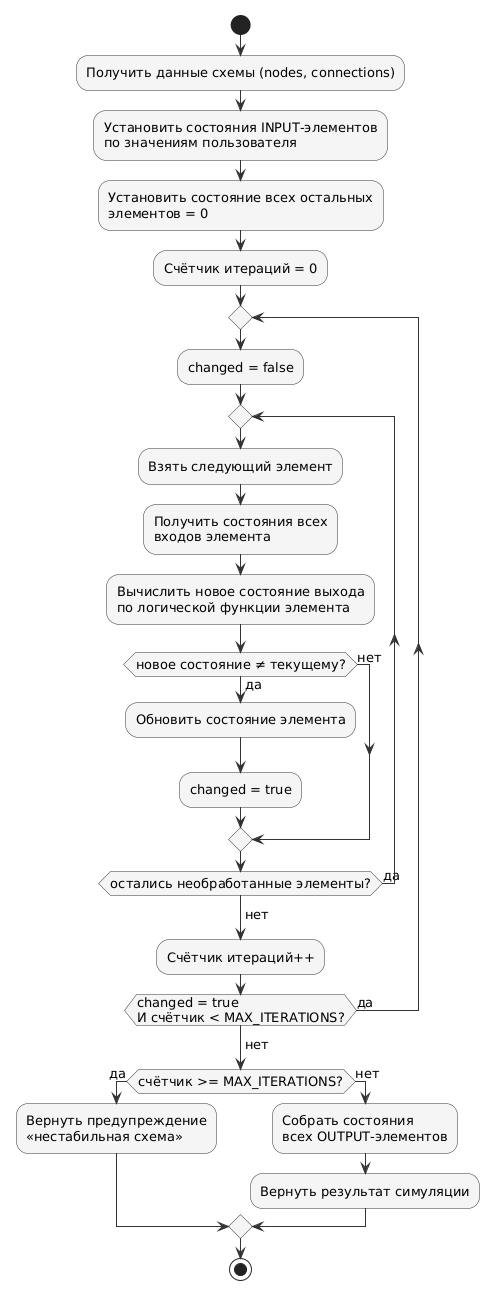 Получить данные схемы (nodes, connections)
Установить состояния INPUT-элементов
по значениям пользователя
Установить состояние всех остальных
элементов = 0
Счётчик итераций = 0
changed = false
Взять следующий элемент
Получить состояния всех
входов элемента
Вычислить новое состояние выхода
по логической функции элемента
новое состояние ≠ текущему?
нет
да
Обновить состояние элемента
changed = true
остались необработанные элементы?
да
нет
Счётчик итераций++
changed = true
И счётчик < MAX_ITERATIONS?
да
нет
да
счётчик >= MAX_ITERATIONS?
нет
Вернуть предупреждение
«нестабильная схема»
Собрать состояния
всех OUTPUT-элементов
Вернуть результат симуляции